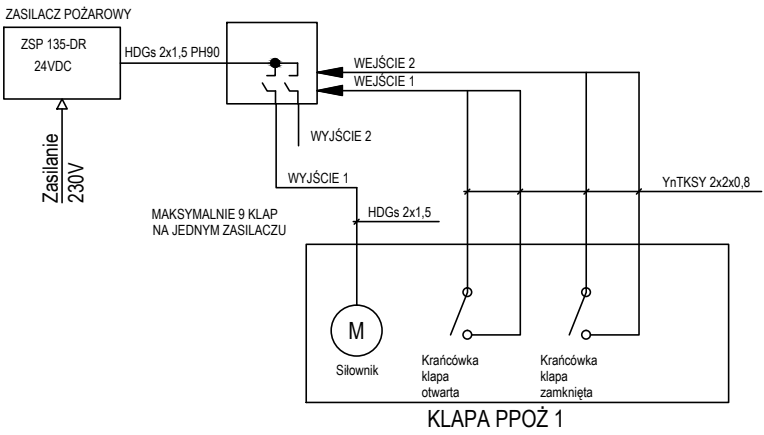 ZASILACZ POŻAROWY
ZSP 135-DR
24VDC
HDGs 2x1,5 PH90
WEJŚCIE 2
WEJŚCIE 1
WYJŚCIE 2
WYJŚCIE 1
Zasilanie
230V
YnTKSY 2x2x0,8
MAKSYMALNIE 9 KLAP
NA JEDNYM ZASILACZU
HDGs 2x1,5
M
Siłownik
Krańcówka
klapa
otwarta
Krańcówka
klapa
zamknięta
KLAPA PPOŻ 1